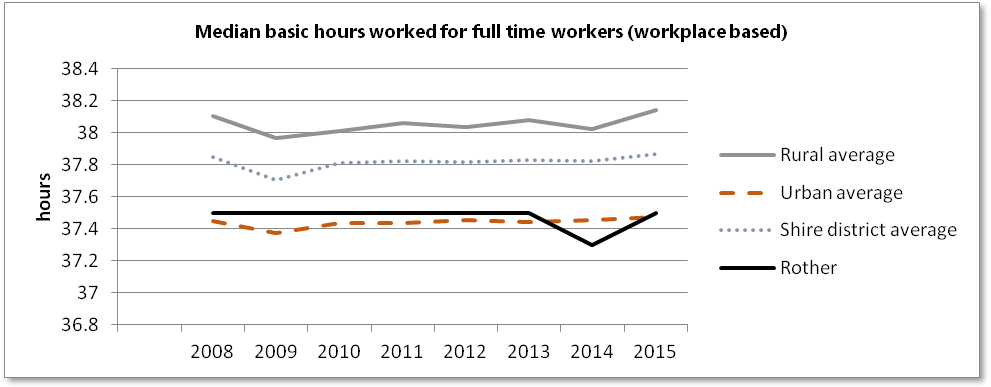 Median basic hours worked for full time workers (workplace based)
hours
38.4
38.2
38
37.8
37.6
37.4
37.2
37
36.8
2008 2009 2010 2011 2012 2013 2014 2015
Rural average
Urban average
Shire district average
Rother